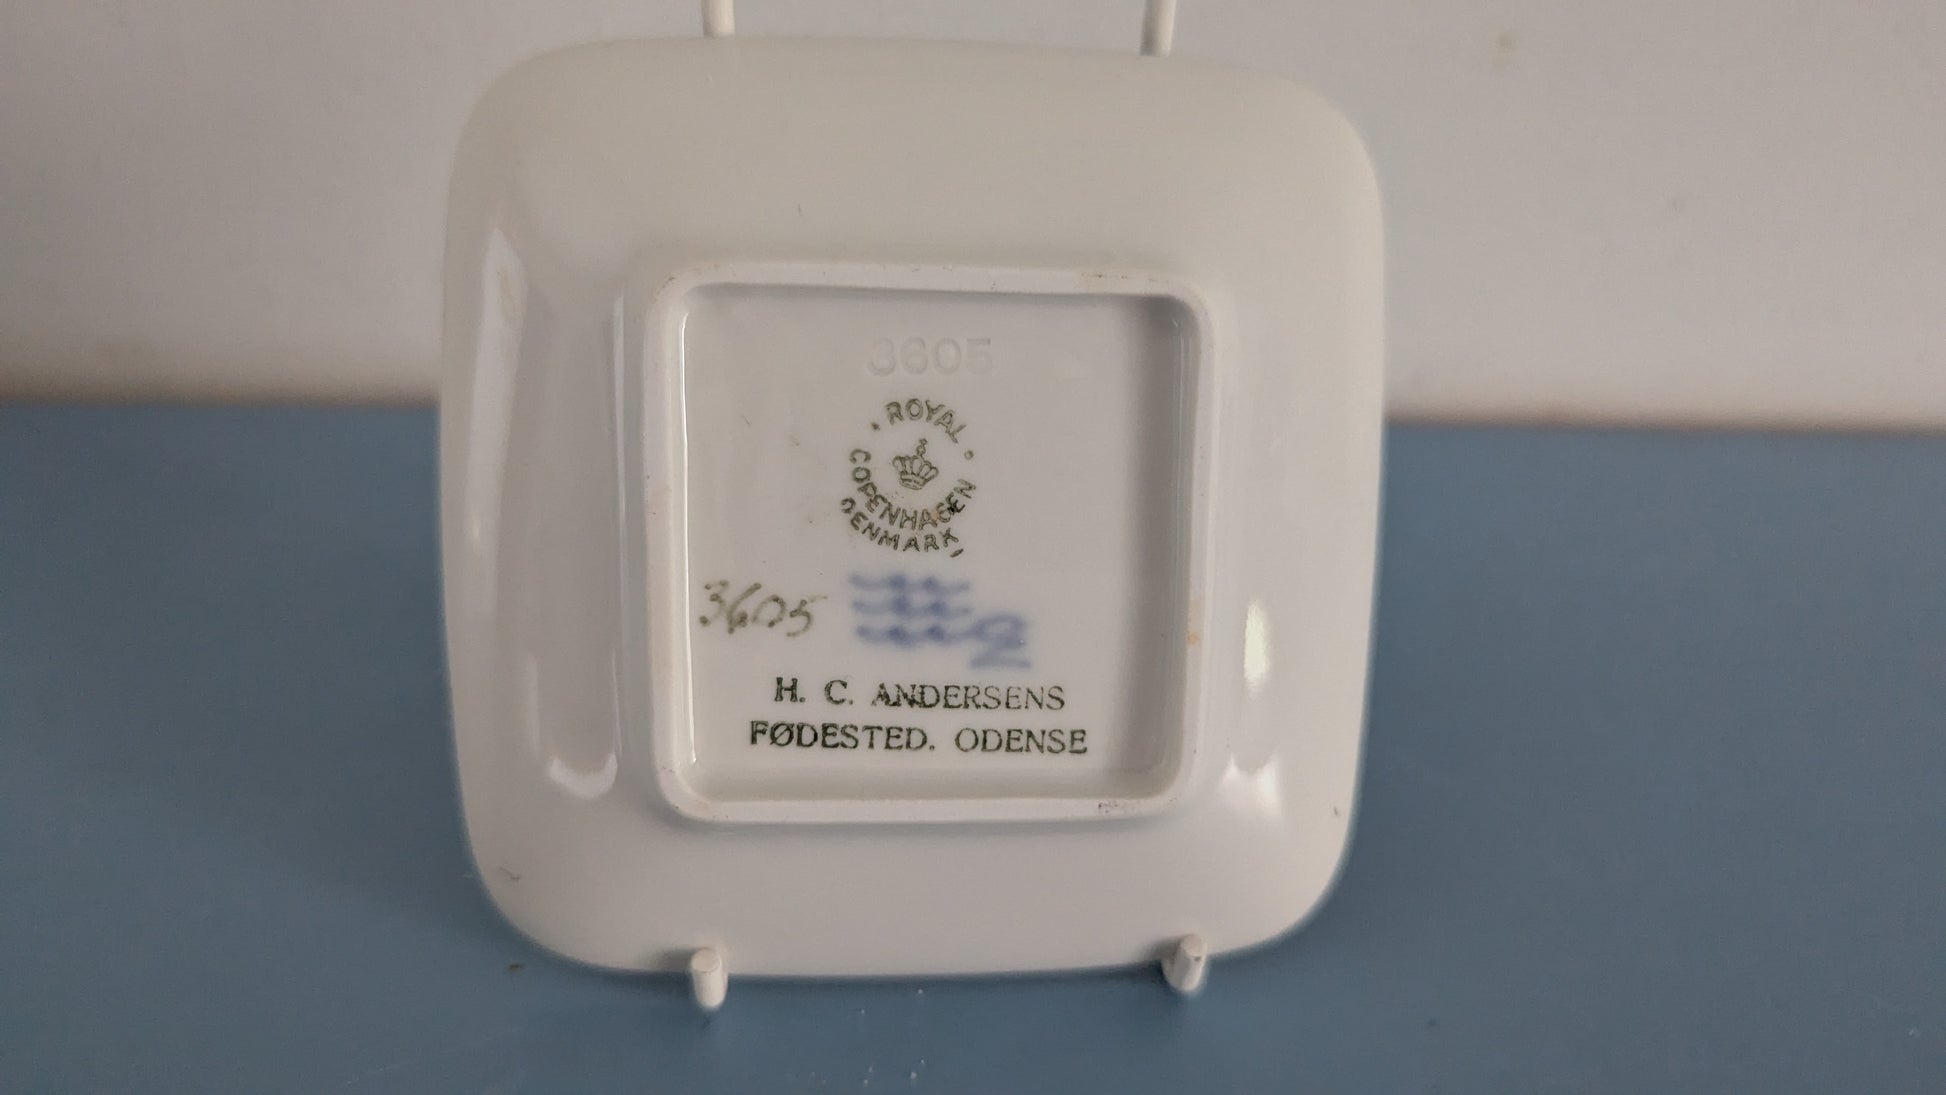 3605
ROYAL
COPENHAGEN
DENMARK
3605
H. C. ANDERSENS
FØDESTED. ODENSE